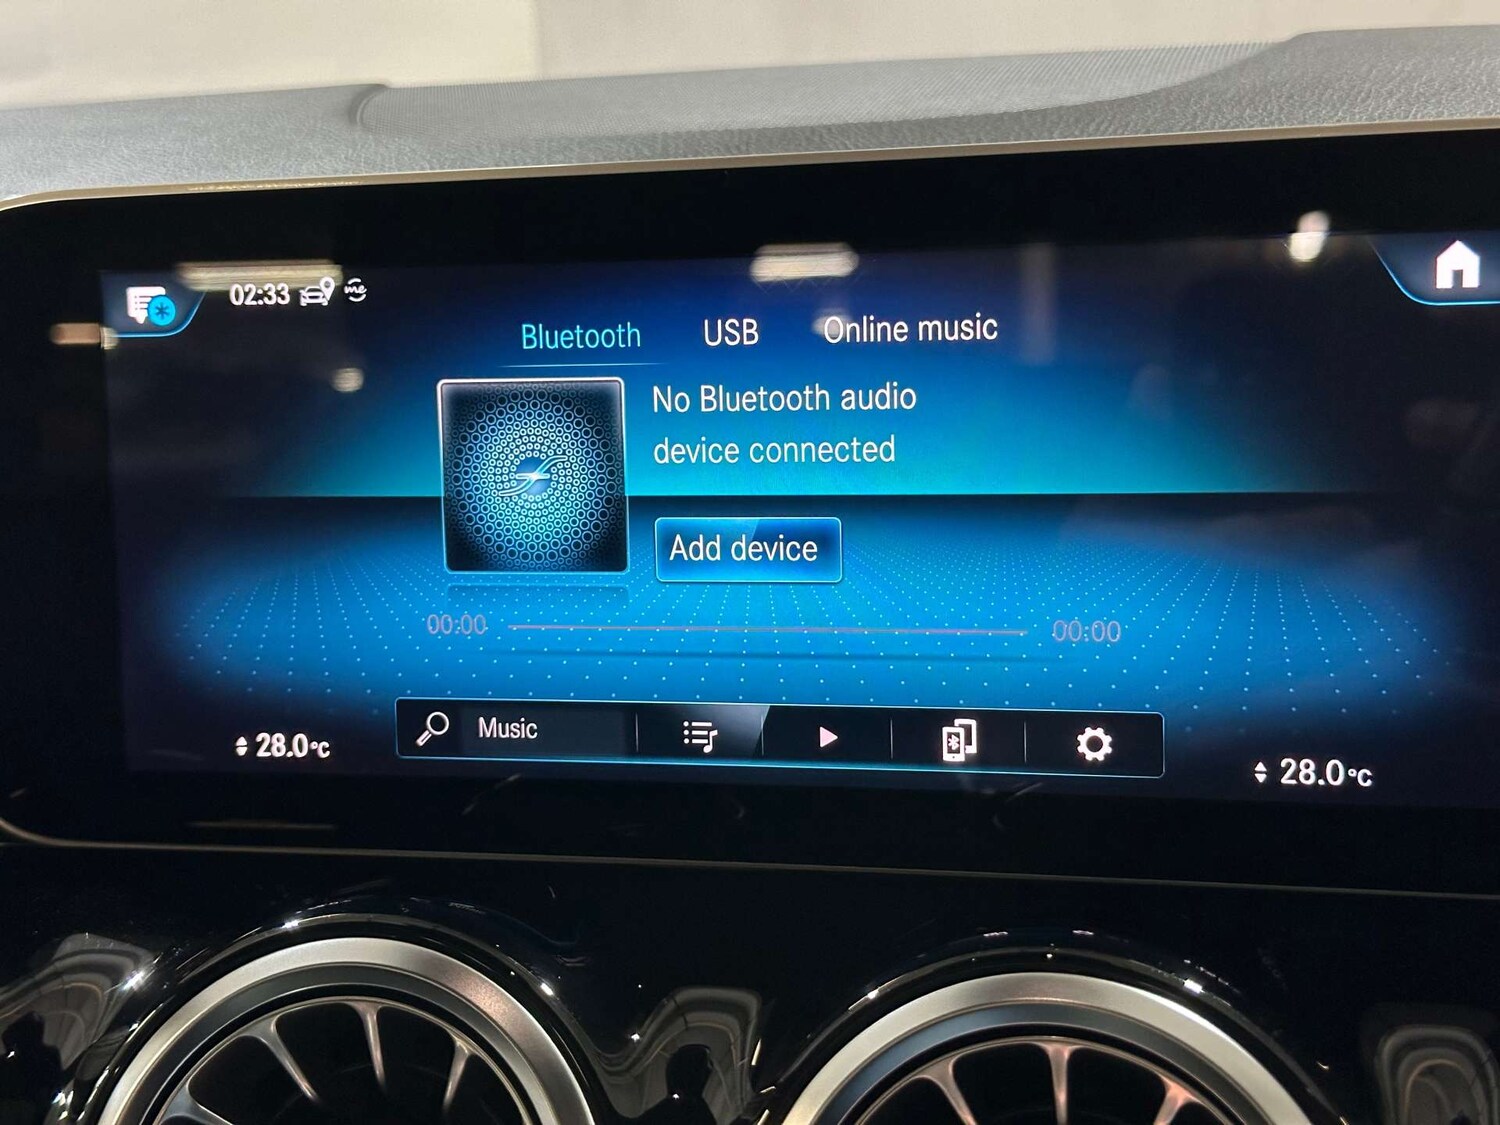 02:33 me
Bluetooth USB Online music
No Bluetooth audio
device connected
Add device
00:00 00:00
Music
28.0°C
28.0°C